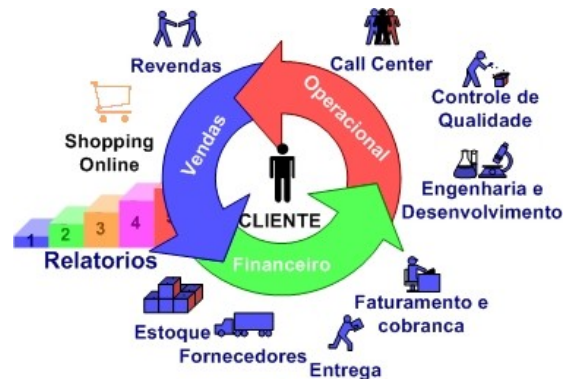 Revendas
Call Center
Controle de
Qualidade
Shopping
Online
Vendas
Operacional
Engenharia e
Desenvolvimento
CLIENTE
1
2
3
4
Relatorios
Financeiro
Faturamento e
cobranca
Estoque
Fornecedores
Entrega